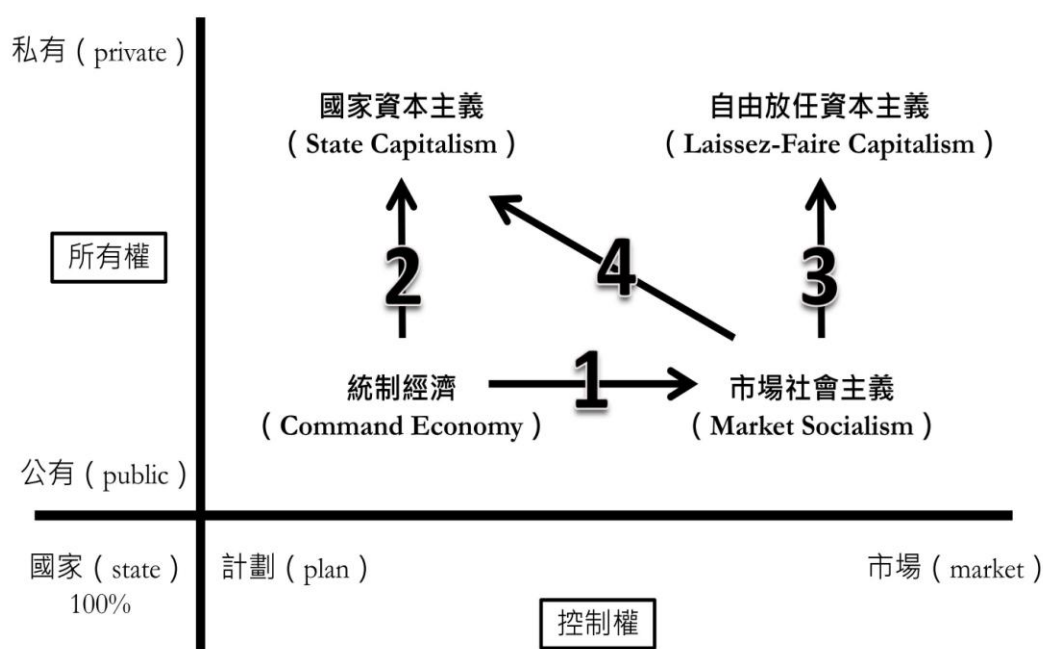 私有（private）
國家資本主義
（State Capitalism）
自由放任資本主義
（Laissez-Faire Capitalism）
所有權
2
4
3
統制經濟
（Command Economy）
1
市場社會主義
（Market Socialism）
公有（public）
國家（state）
100%
計劃（plan）
市場（market）
控制權